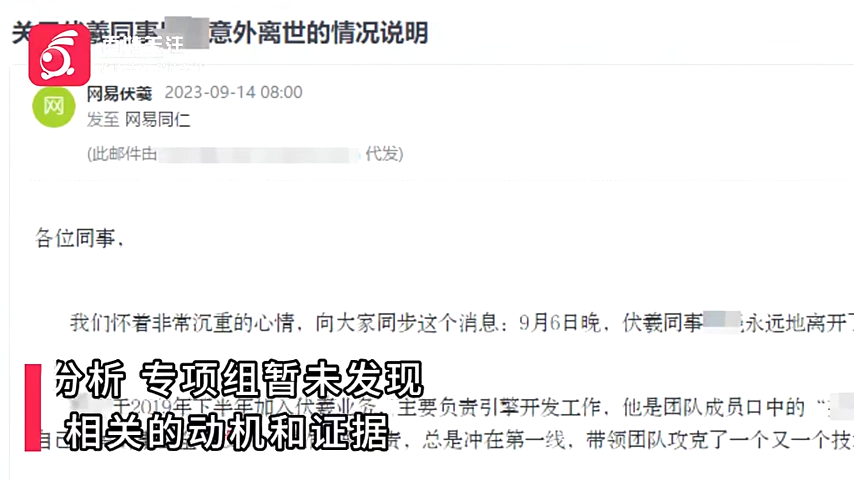 关于伏羲同事 意外离世的情况说明
网易伏羲 2023-09-14 08:00
网
发至 网易同仁
(此邮件由 代发)
各位同事，
我们怀着非常沉重的心情，向大家同步这个消息：9月6日晚，伏羲同事 永远地离开了
分析 专项组暂未发现
于2019年下半年加入伏羲业务，主要负责引擎开发工作，他是团队成员口中的“
相关的动机和证据
自己 责，总是冲在第一线，带领团队攻克了一个又一个技